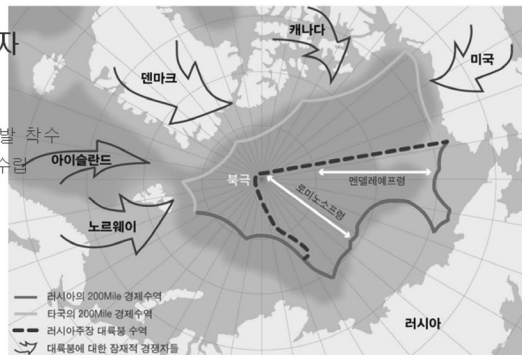 자
캐나다
미국
덴마크
발 착수
수립
아이슬란드
북극
멘델레예프령
로미노소프령
노르웨이
러시아의 200Mile 경제수역
타국의 200Mile 경제수역
러시아주장 대륙붕 수역
대륙붕에 대한 잠재적 경쟁자들
러시아